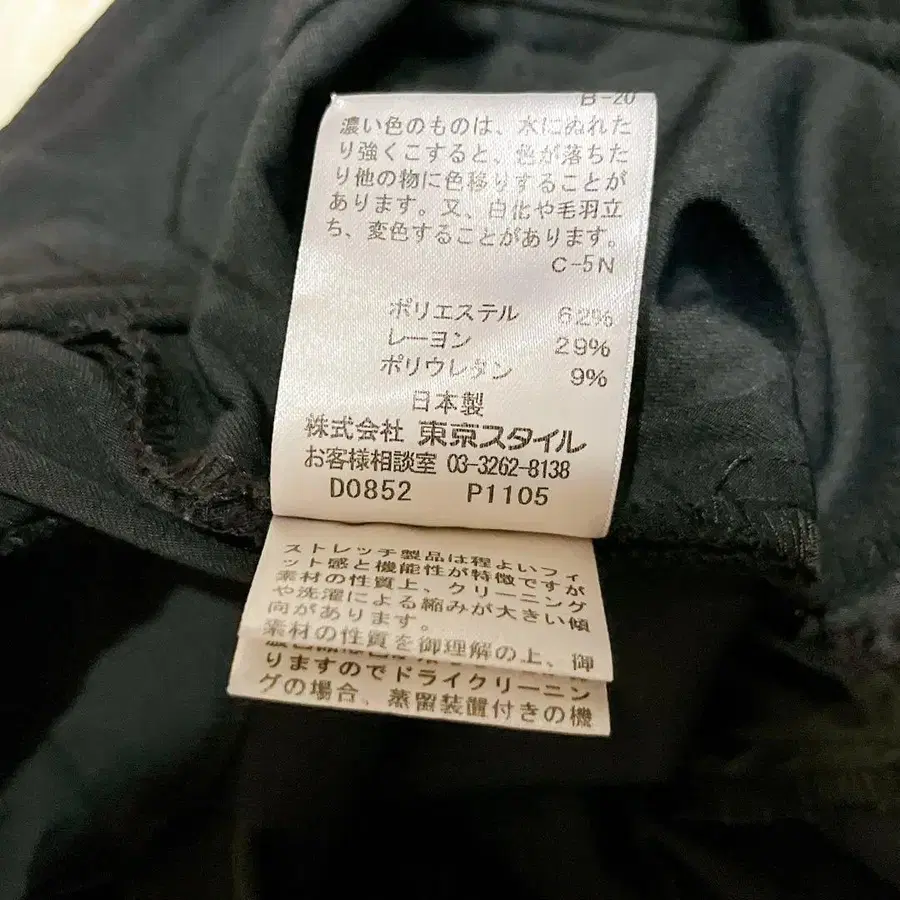 B-20
濃い色のものは、水にぬれた
り強くこすると、色が落ちた
り他の物に色移りすることが
あります。又、白化や毛羽立
ち、変色することがあります。
C-5N
ポリエステル 62%
レーヨン 29%
ポリウレタン 9%
日本製
株式会社 東京スタイル
お客様相談室 03-3262-8138
D0852 P1105
ストレッチ製品は程よいフィ
ット感と機能性が特徴ですが
素材の性質上、クリーニング
や洗濯による縮みが大きい傾
向があります。
素材の性質を御理解の上、御
りますのでドライクリーニン
グの場合、蒸留装置付きの機